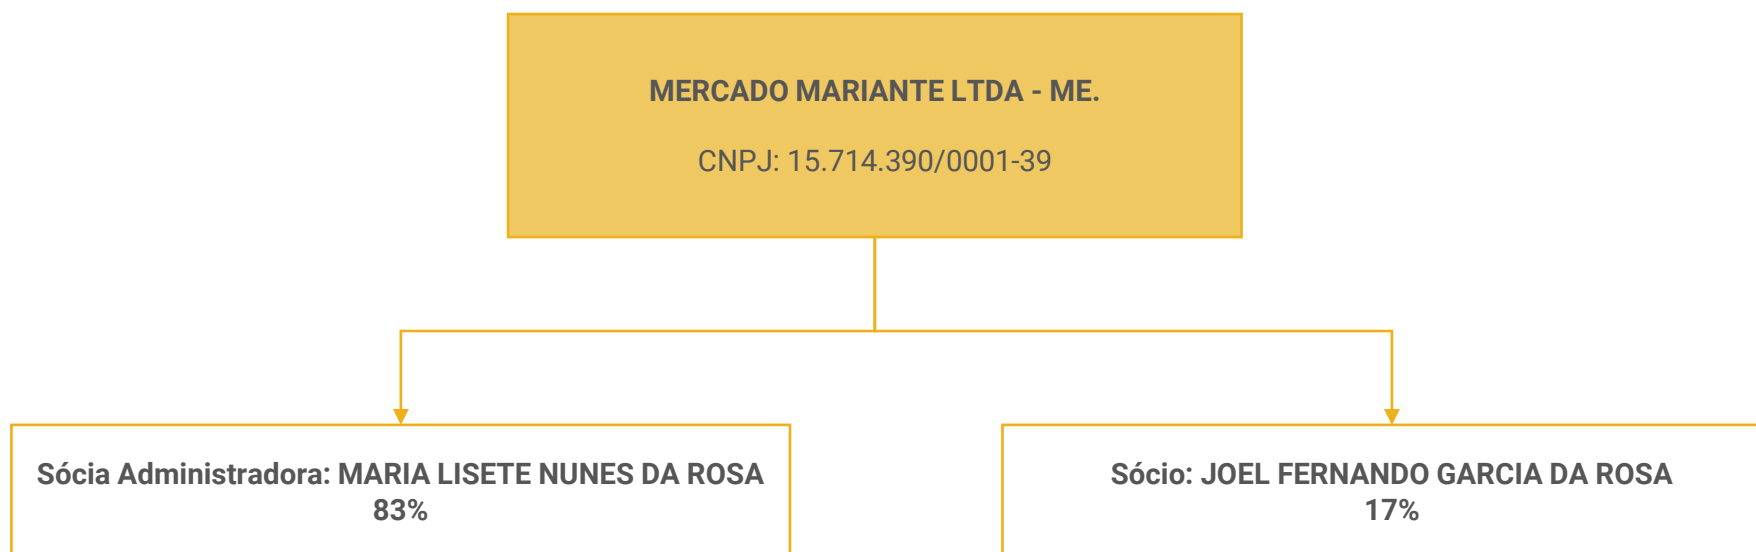 MERCADO MARIANTE LTDA - ME.
CNPJ: 15.714.390/0001-39
Sócia Administradora: MARIA LISETE NUNES DA ROSA
83%
Sócio: JOEL FERNANDO GARCIA DA ROSA
17%